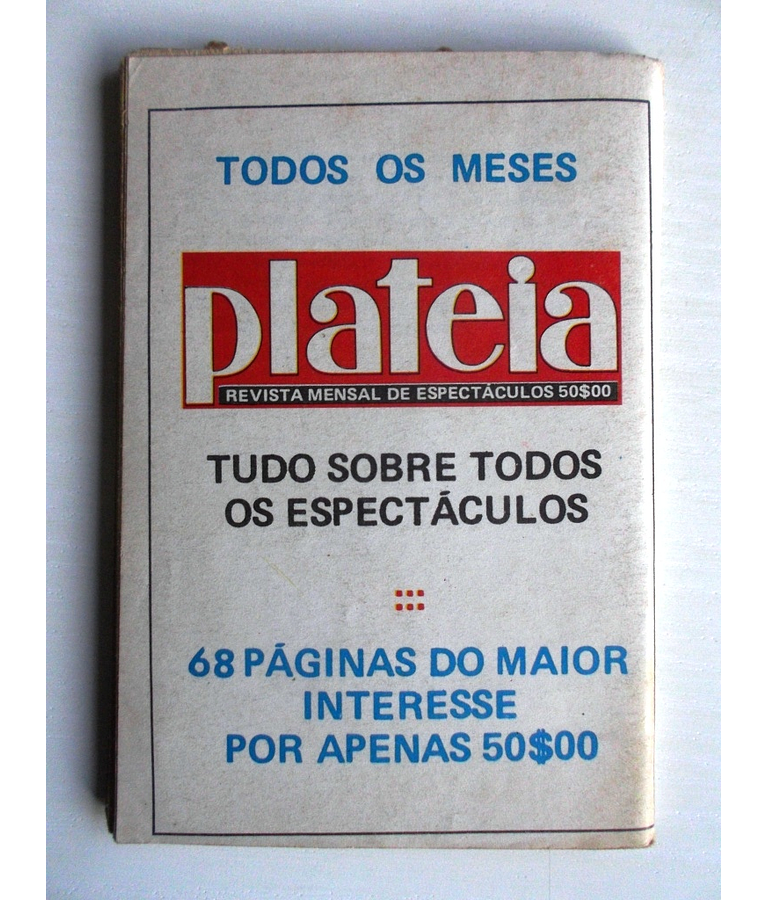 TODOS OS MESES
plateia
REVISTA MENSAL DE ESPECTÁCULOS 50$00
TUDO SOBRE TODOS
OS ESPECTÁCULOS
68 PÁGINAS DO MAIOR
INTERESSE
POR APENAS 50$00